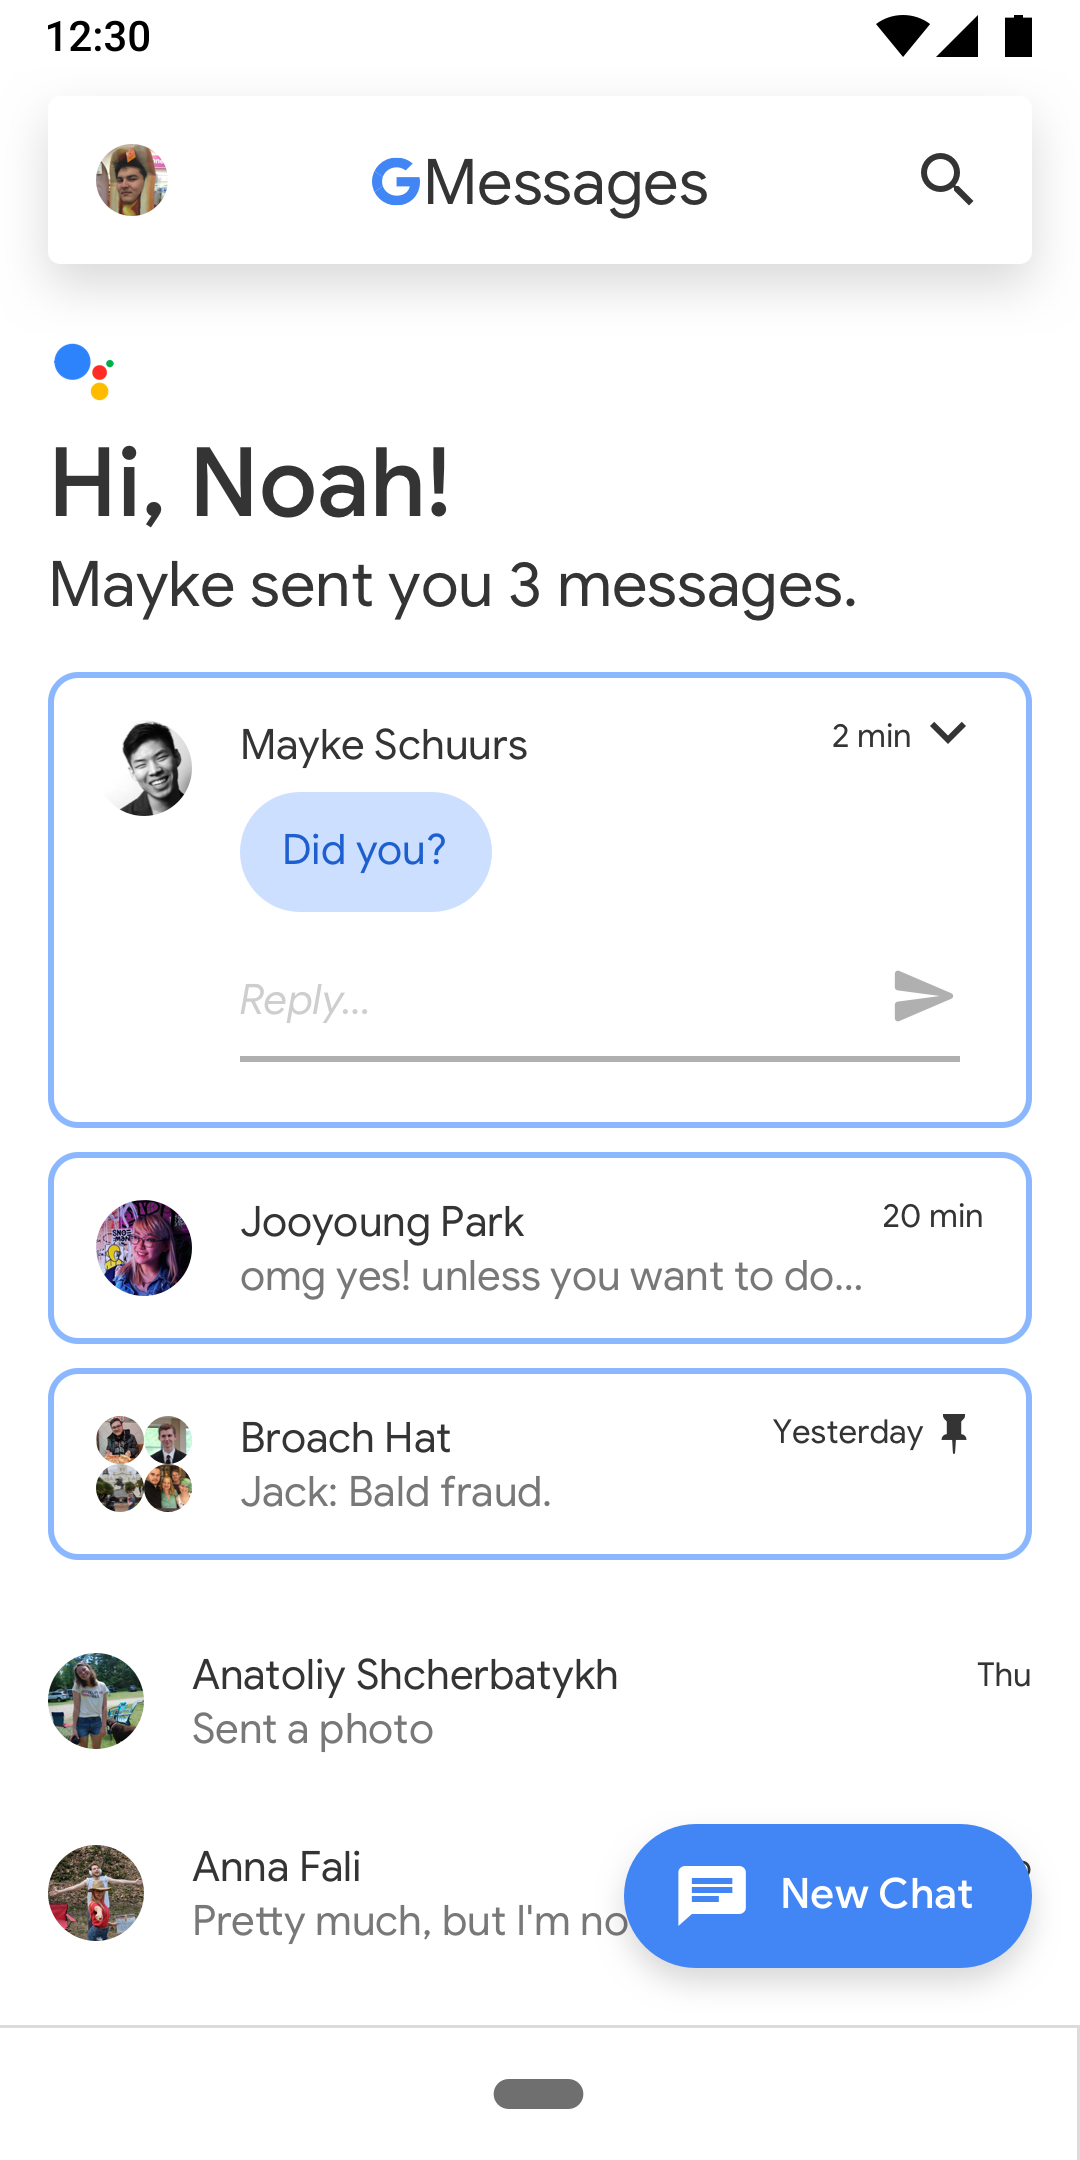 12:30
GMessages
Hi, Noah!
Mayke sent you 3 messages.
Mayke Schuurs
2 min
Did you?
Reply...
Jooyoung Park
20 min
omg yes! unless you want to do...
Broach Hat
Yesterday
Jack: Bald fraud.
Anatoliy Shcherbatykh
Thu
Sent a photo
Anna Fali
Pretty much, but I'm no
New Chat